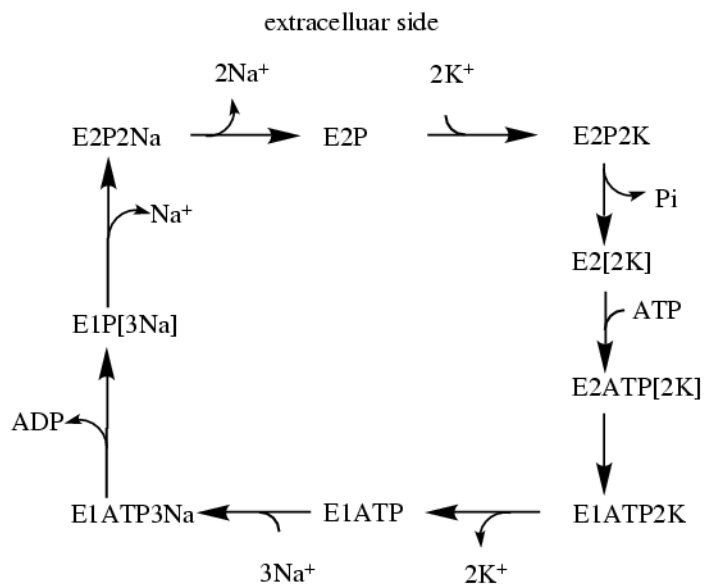 extracelluar side
2Na⁺ 2K⁺
E2P2Na E2P E2P2K
Na⁺ Pi
E2[2K]
E1P[3Na] ATP
E2ATP[2K]
ADP
E1ATP3Na E1ATP E1ATP2K
3Na⁺ 2K⁺